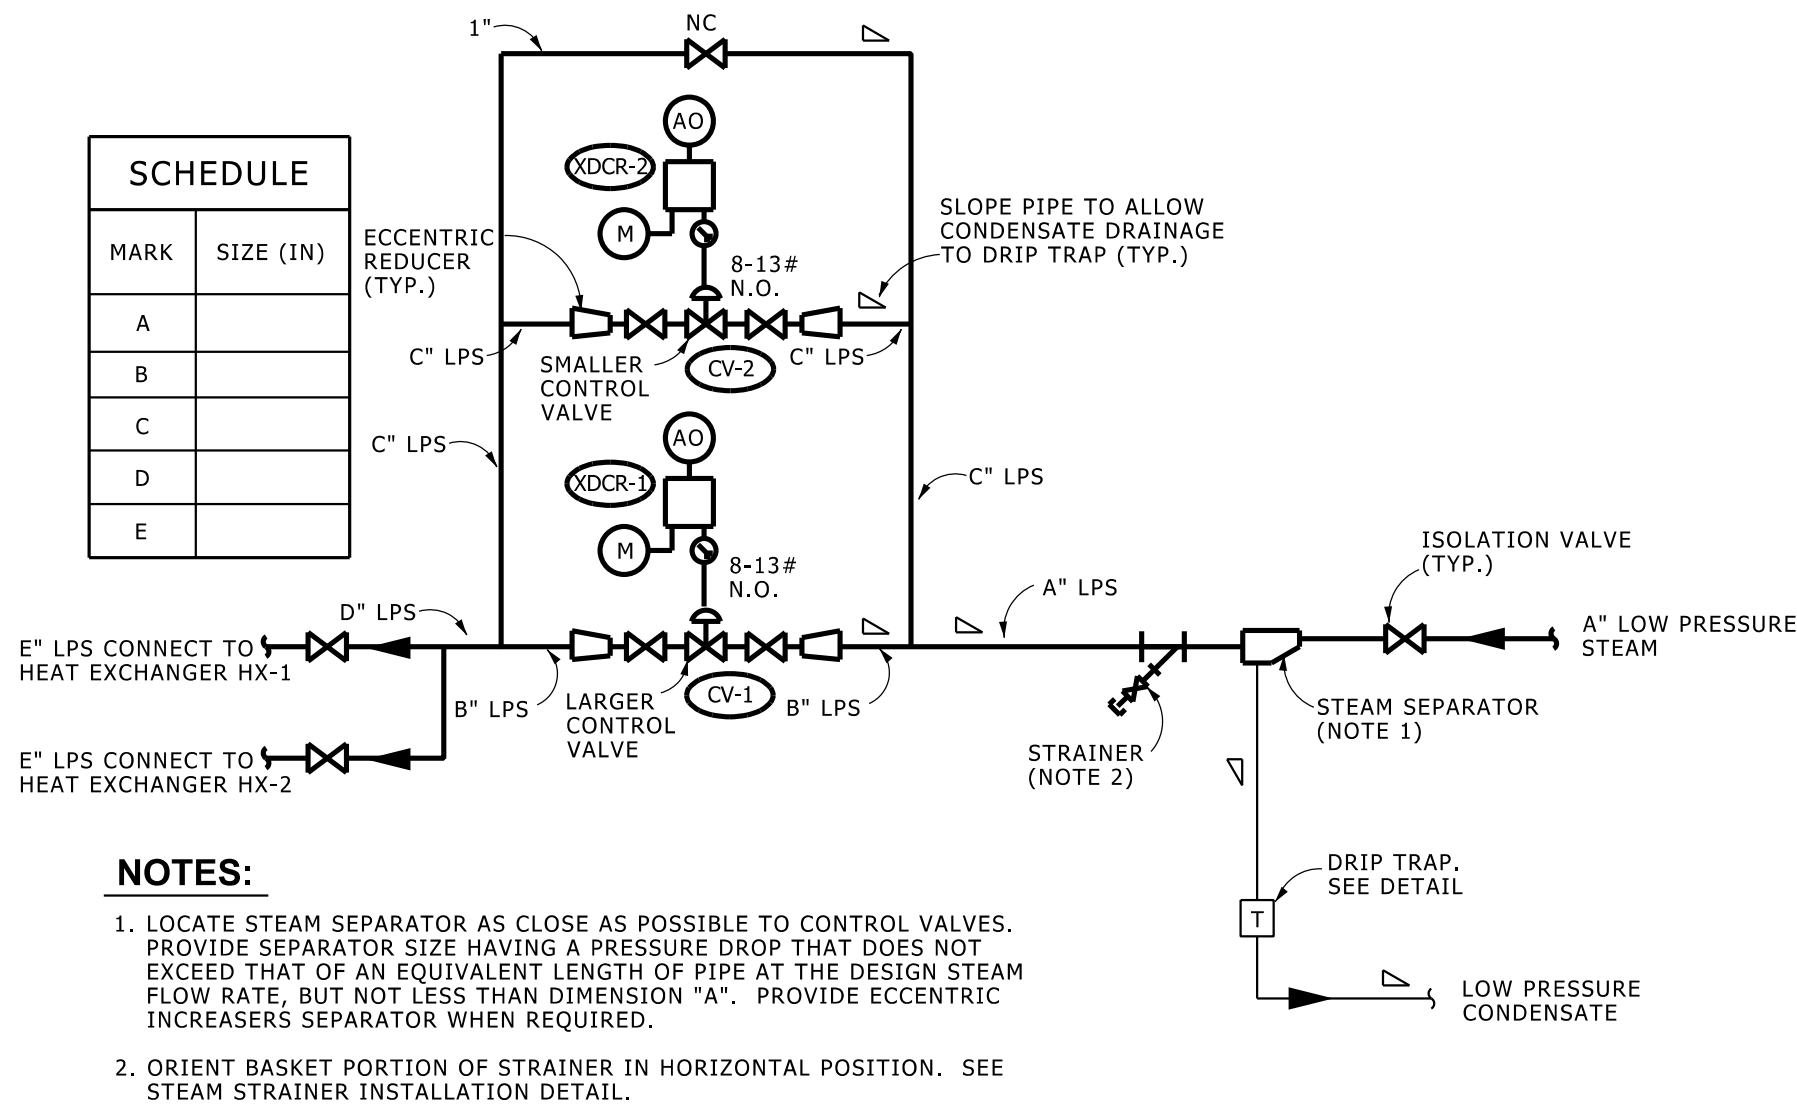 1"
NC
AO
XDCR-2
M
8-13#
N.O.
ECCENTRIC
REDUCER
(TYP.)
SLOPE PIPE TO ALLOW
CONDENSATE DRAINAGE
TO DRIP TRAP (TYP.)
SCHEDULE
MARK SIZE (IN)
A
B
C
D
E
C" LPS
SMALLER
CONTROL
VALVE
CV-2
C" LPS
C" LPS
AO
XDCR-1
M
8-13#
N.O.
C" LPS
ISOLATION VALVE
(TYP.)
D" LPS
A" LPS
E" LPS CONNECT TO
HEAT EXCHANGER HX-1
A" LOW PRESSURE
STEAM
B" LPS
LARGER
CONTROL
VALVE
CV-1
B" LPS
STEAM SEPARATOR
(NOTE 1)
STRAINER
(NOTE 2)
E" LPS CONNECT TO
HEAT EXCHANGER HX-2
DRIP TRAP.
SEE DETAIL
T
LOW PRESSURE
CONDENSATE
NOTES:
1. LOCATE STEAM SEPARATOR AS CLOSE AS POSSIBLE TO CONTROL VALVES.
PROVIDE SEPARATOR SIZE HAVING A PRESSURE DROP THAT DOES NOT
EXCEED THAT OF AN EQUIVALENT LENGTH OF PIPE AT THE DESIGN STEAM
FLOW RATE, BUT NOT LESS THAN DIMENSION "A". PROVIDE ECCENTRIC
INCREASERS SEPARATOR WHEN REQUIRED.
2. ORIENT BASKET PORTION OF STRAINER IN HORIZONTAL POSITION. SEE
STEAM STRAINER INSTALLATION DETAIL.